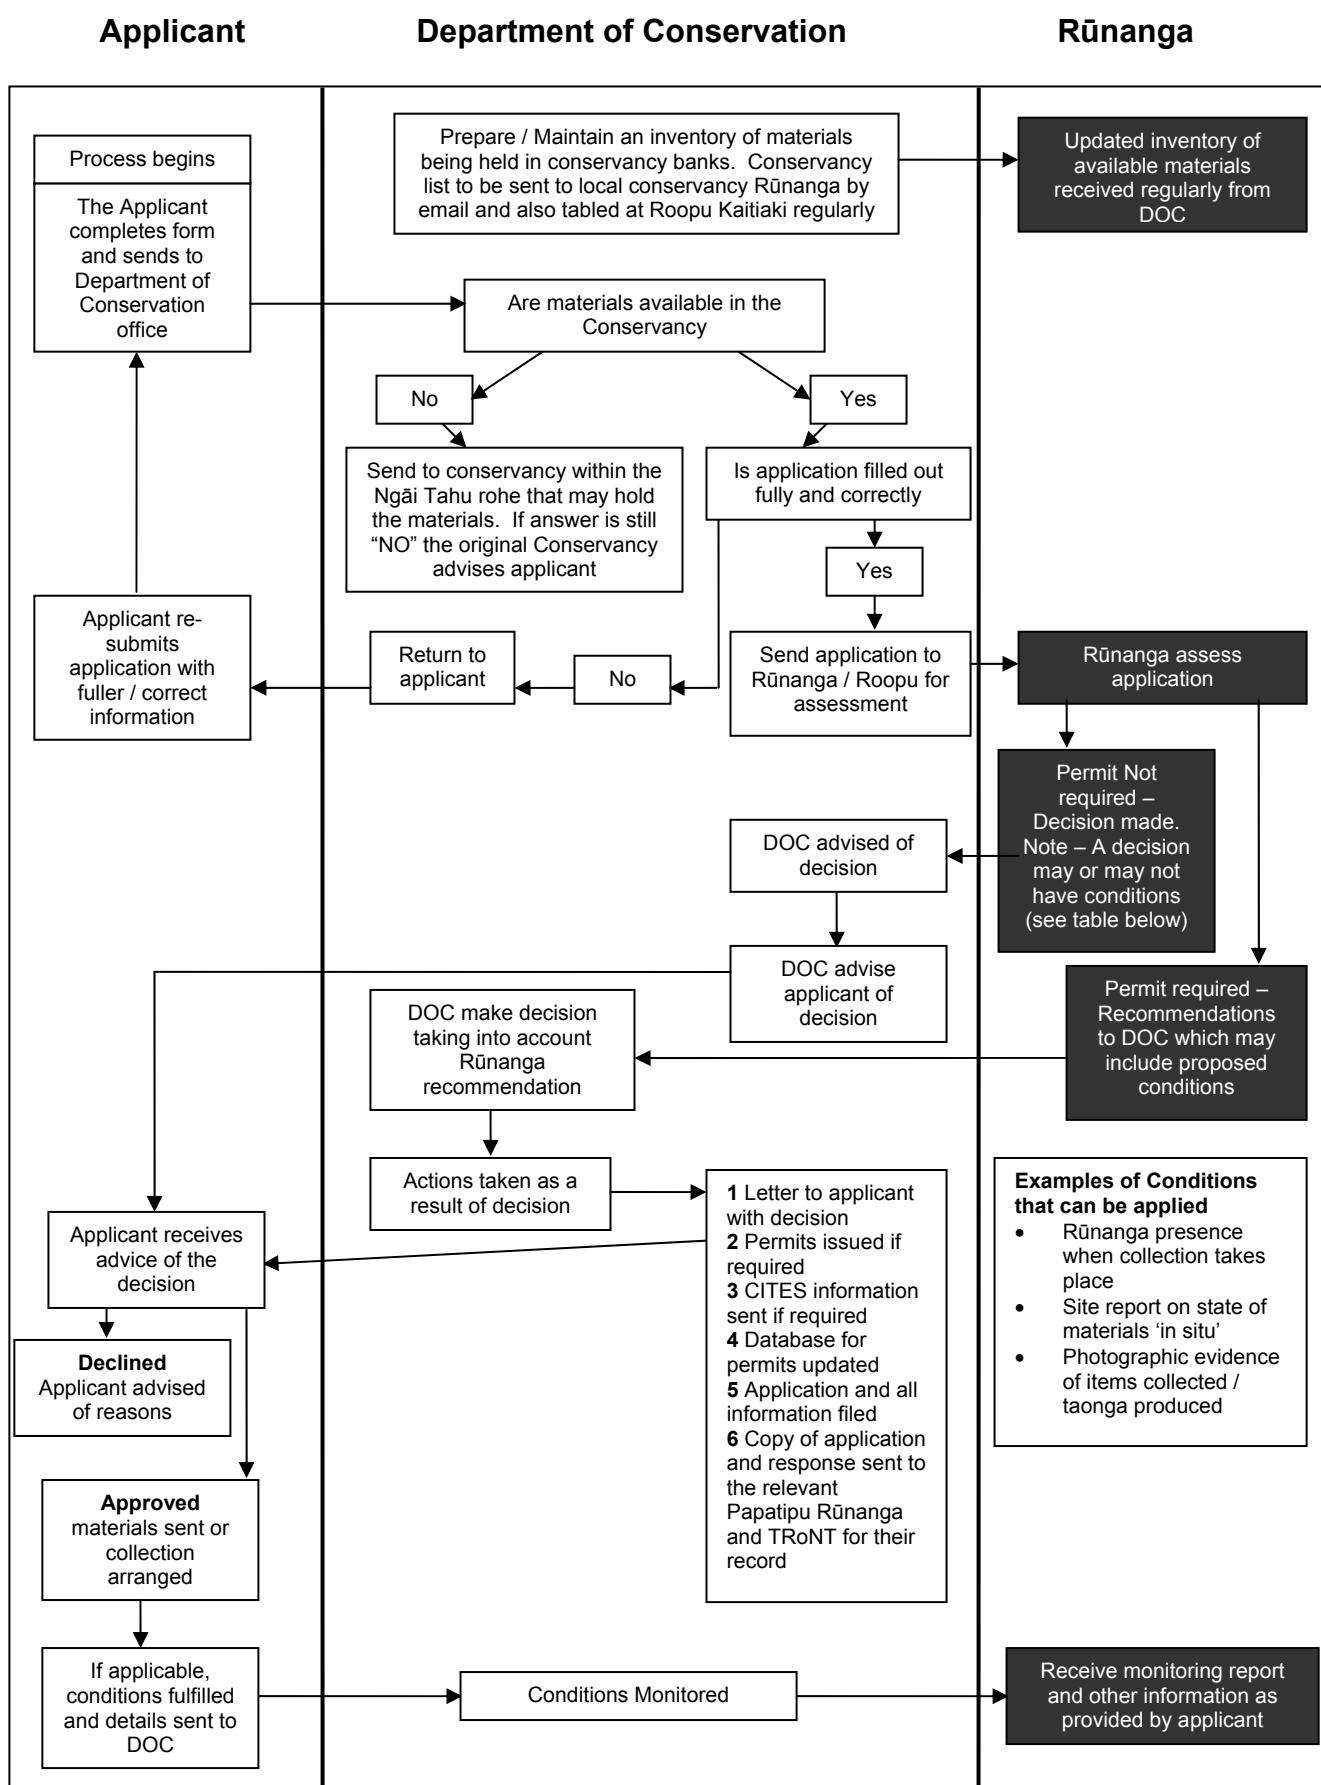 Applicant
Department of Conservation
Rūnanga
Process begins
The Applicant
completes form
and sends to
Department of
Conservation
office
Prepare / Maintain an inventory of materials
being held in conservancy banks.  Conservancy
list to be sent to local conservancy Rūnanga by
email and also tabled at Roopu Kaitiaki regularly
Updated inventory of
available materials
received regularly from
DOC
Are materials available in the
Conservancy
No
Yes
Send to conservancy within the
Ngāi Tahu rohe that may hold
the materials.  If answer is still
“NO” the original Conservancy
advises applicant
Is application filled out
fully and correctly
Yes
Applicant re-
submits
application with
fuller / correct
information
Return to
applicant
No
Send application to
Rūnanga / Roopu for
assessment
Rūnanga assess
application
Permit Not
required –
Decision made.
Note – A decision
may or may not
have conditions
(see table below)
DOC advised of
decision
DOC advise
applicant of
decision
Permit required –
Recommendations
to DOC which may
include proposed
conditions
DOC make decision
taking into account
Rūnanga
recommendation
Actions taken as a
result of decision
1 Letter to applicant
with decision
2 Permits issued if
required
3 CITES information
sent if required
4 Database for
permits updated
5 Application and all
information filed
6 Copy of application
and response sent to
the relevant
Papatipu Rūnanga
and TRoNT for their
record
Examples of Conditions
that can be applied
• Rūnanga presence
when collection takes
place
• Site report on state of
materials ‘in situ’
• Photographic evidence
of items collected /
taonga produced
Applicant receives
advice of the
decision
Declined
Applicant advised
of reasons
Approved
materials sent or
collection
arranged
If applicable,
conditions fulfilled
and details sent to
DOC
Conditions Monitored
Receive monitoring report
and other information as
provided by applicant